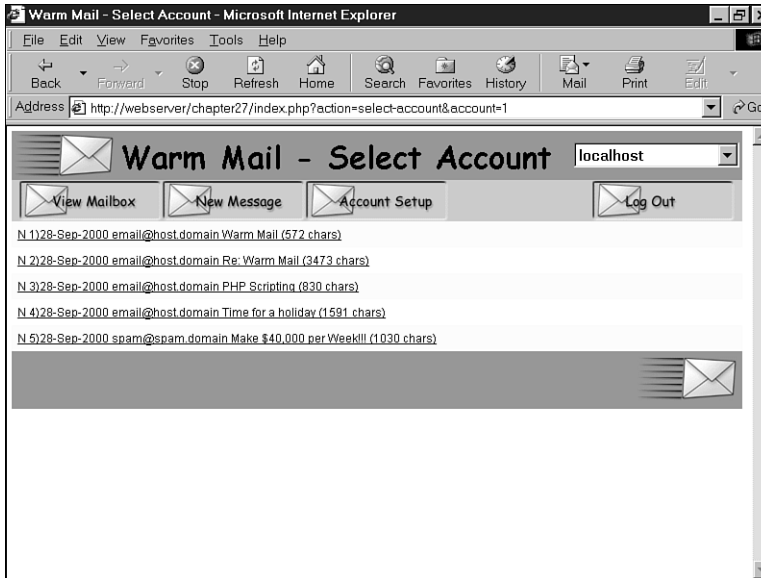 Warm Mail - Select Account - Microsoft Internet Explorer
File Edit View Favorites Tools Help
Back Forward Stop Refresh Home Search Favorites History Mail Print Edit
Address http://webserver/chapter27/index.php?action=select-account&account=1 Go
Warm Mail - Select Account localhost
View Mailbox New Message Account Setup Log Out
N 1)28-Sep-2000 email@host.domain Warm Mail (572 chars)
N 2)28-Sep-2000 email@host.domain Re: Warm Mail (3473 chars)
N 3)28-Sep-2000 email@host.domain PHP Scripting (830 chars)
N 4)28-Sep-2000 email@host.domain Time for a holiday (1591 chars)
N 5)28-Sep-2000 spam@spam.domain Make $40,000 per Week!!! (1030 chars)